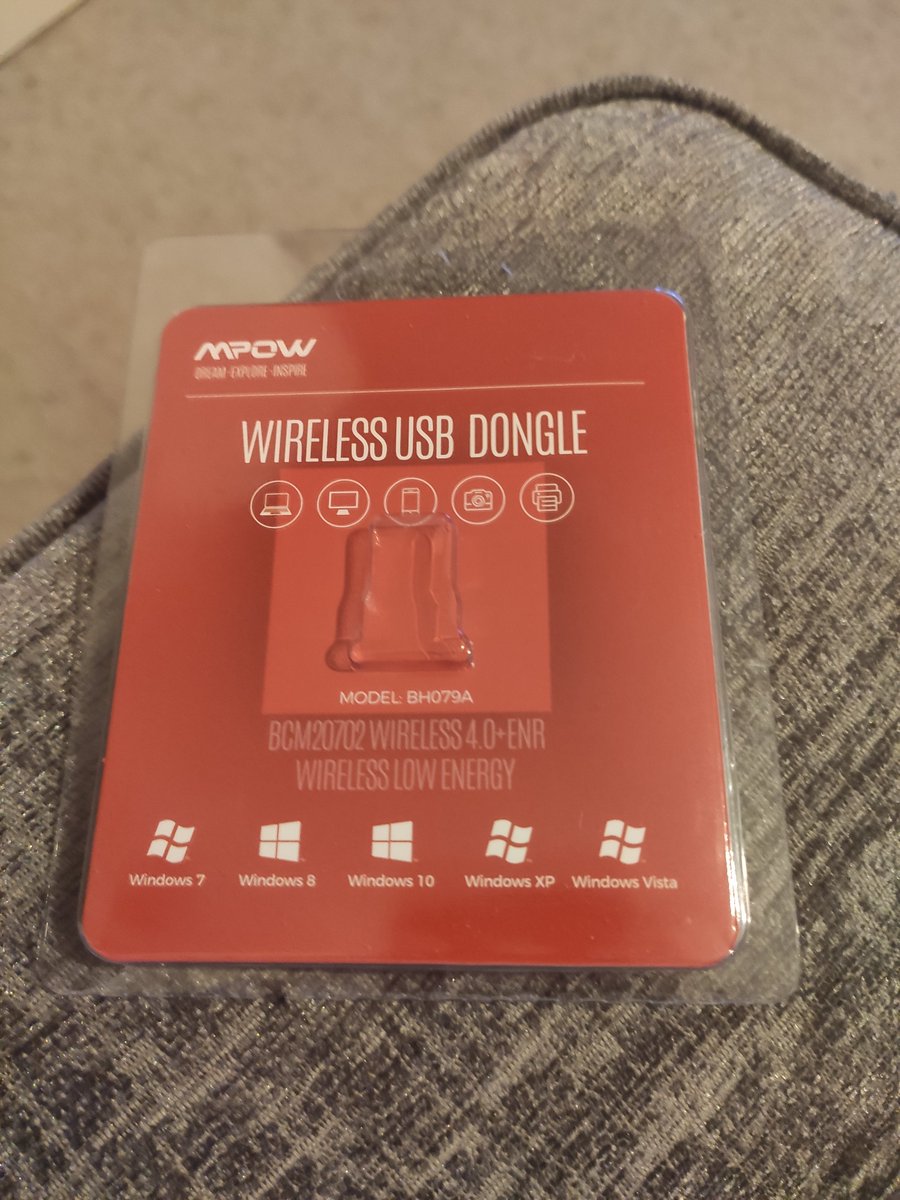 MPOW
DREAM · EXPLORE · INSPIRE
WIRELESS USB DONGLE
MODEL: BH079A
BCM20702 WIRELESS 4.0+ENR
WIRELESS LOW ENERGY
Windows 7 Windows 8 Windows 10 Windows XP Windows Vista